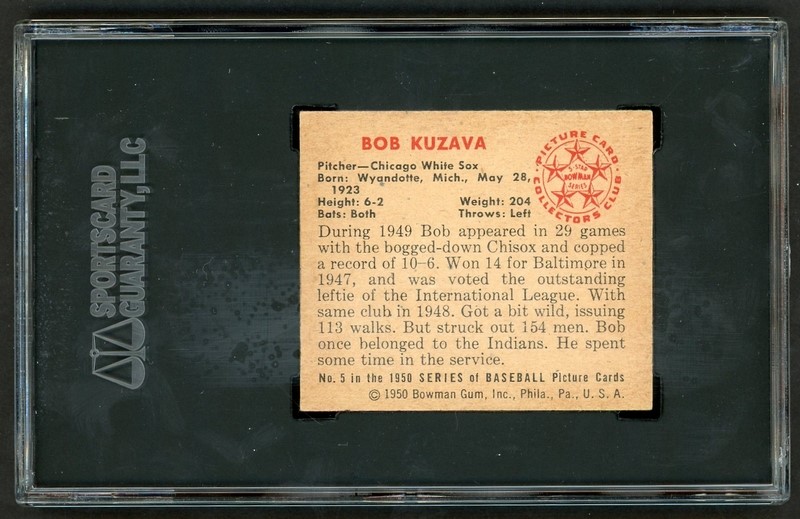 SPORTSCARD
GUARANTY, LLC
BOB KUZAVA
Pitcher—Chicago White Sox
Born: Wyandotte, Mich., May 28,
1923
Height: 6-2 Weight: 204
Bats: Both Throws: Left
PICTURE CARD
COLLECTORS CLUB
5-STAR
BOWMAN
SERIES
During 1949 Bob appeared in 29 games
with the bogged-down Chisox and copped
a record of 10-6. Won 14 for Baltimore in
1947, and was voted the outstanding
leftie of the International League. With
same club in 1948. Got a bit wild, issuing
113 walks. But struck out 154 men. Bob
once belonged to the Indians. He spent
some time in the service.
No. 5 in the 1950 SERIES of BASEBALL Picture Cards
© 1950 Bowman Gum, Inc., Phila., Pa., U. S. A.